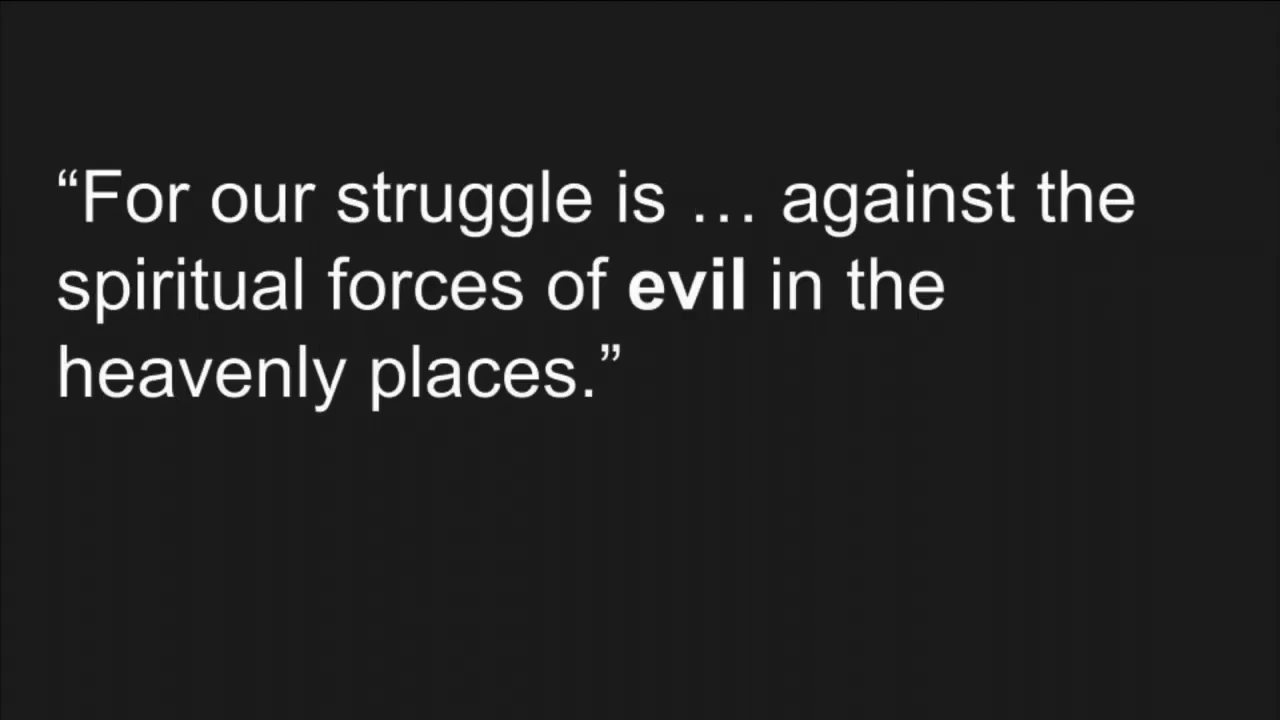 “For our struggle is … against the
spiritual forces of evil in the
heavenly places.”